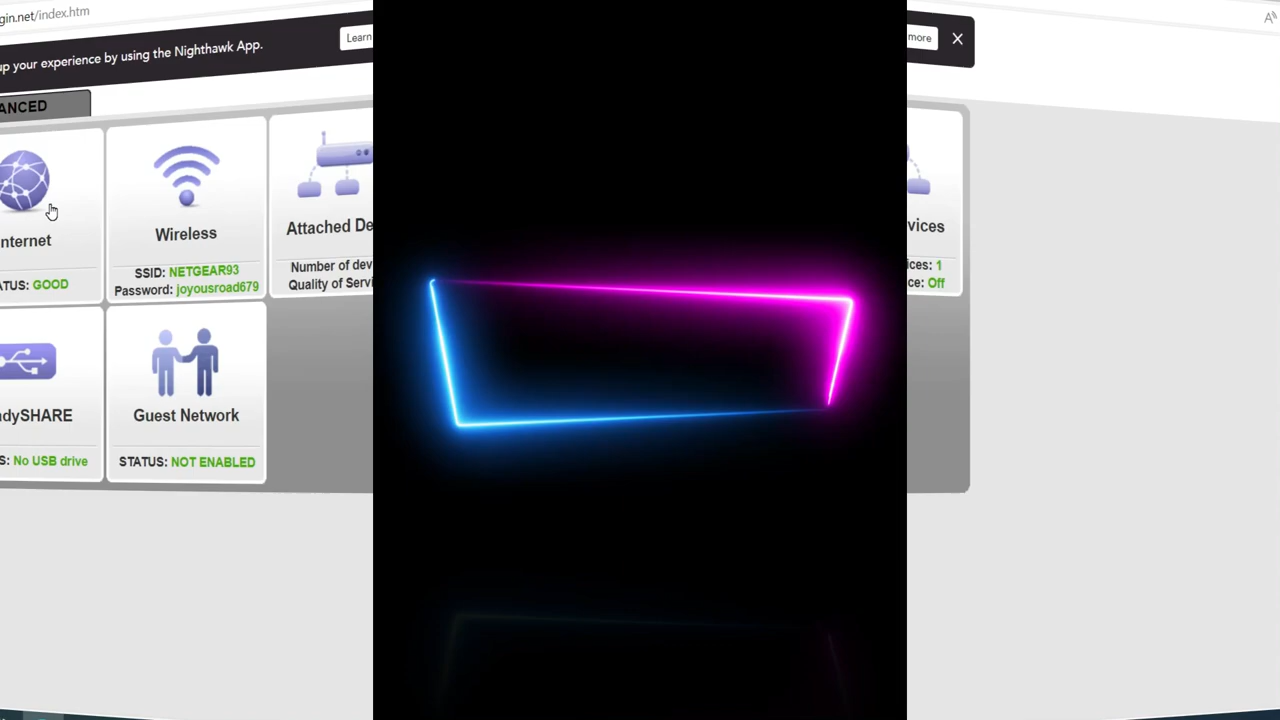 gin.net/index.htm
up your experience by using the Nighthawk App.
Learn
more
ANCED
nternet
TUS: GOOD
Wireless
SSID: NETGEAR93
Password: joyousroad679
Attached De
Number of dev
Quality of Servi
vices
ices: 1
ce: Off
dySHARE
S: No USB drive
Guest Network
STATUS: NOT ENABLED